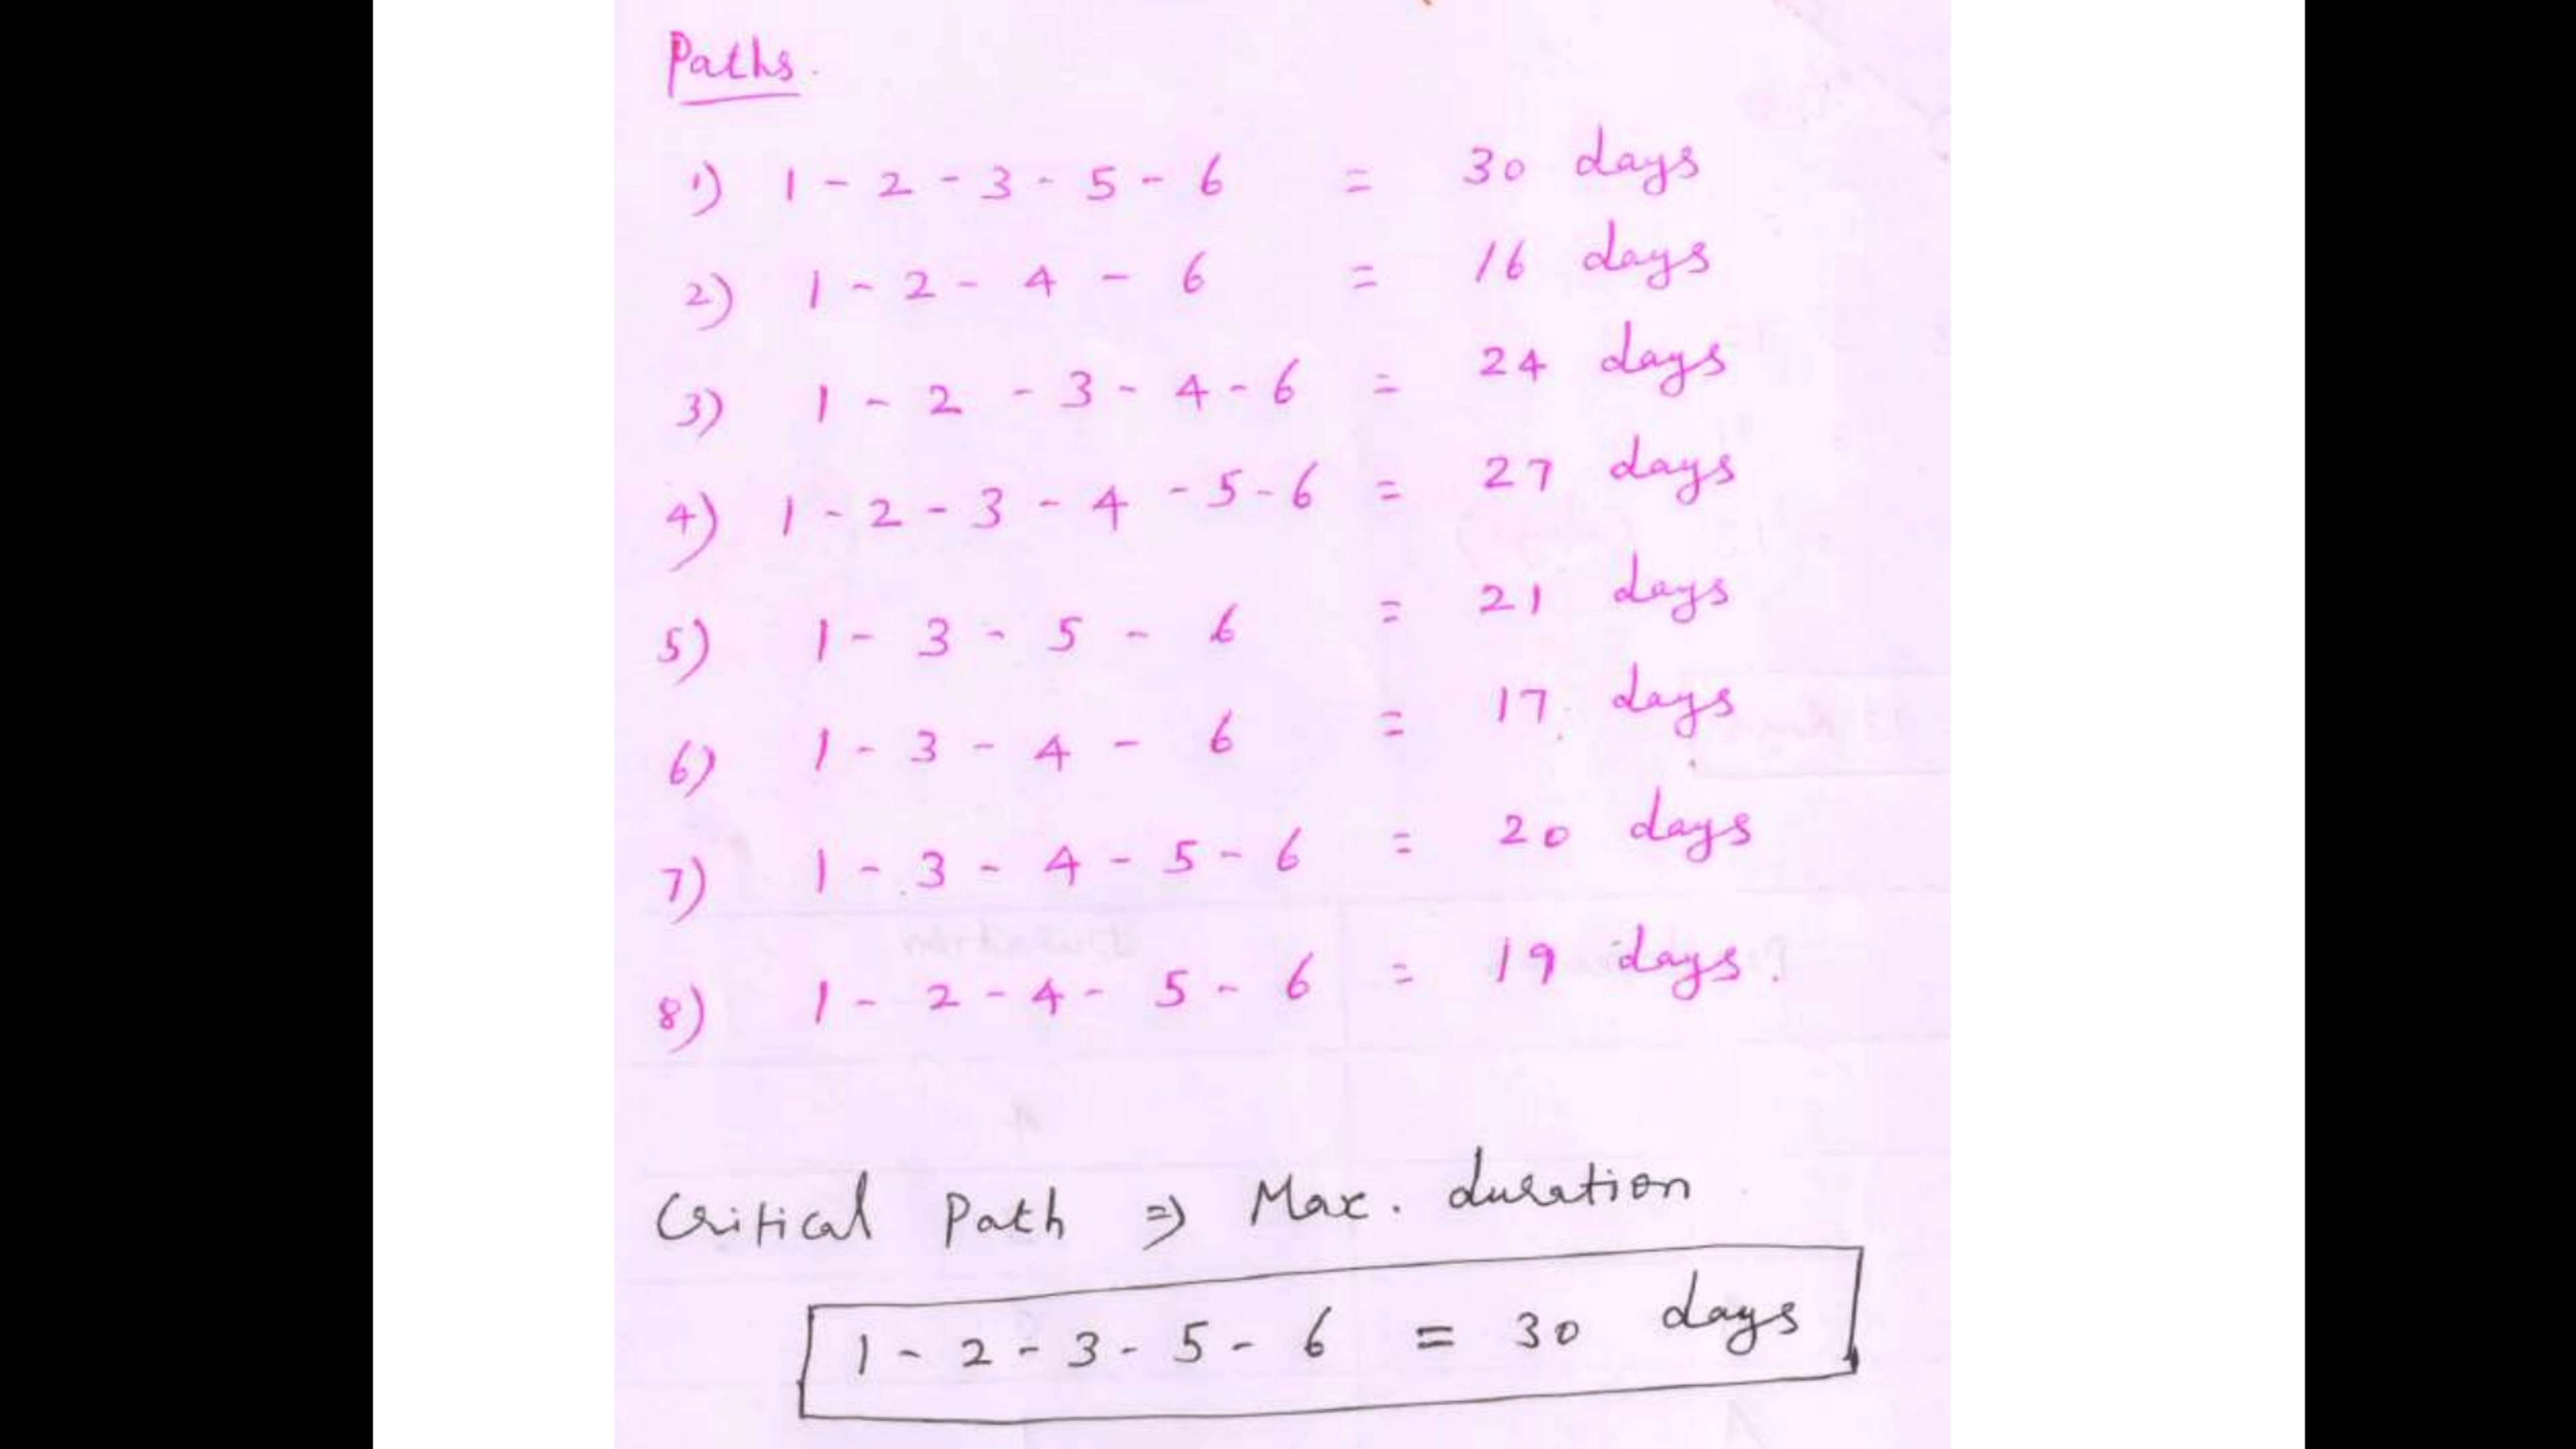 Paths.
1) 1 - 2 - 3 - 5 - 6 = 30 days
2) 1 - 2 - 4 - 6 = 16 days
3) 1 - 2 - 3 - 4 - 6 = 24 days
4) 1 - 2 - 3 - 4 - 5 - 6 = 27 days
5) 1 - 3 - 5 - 6 = 21 days
6) 1 - 3 - 4 - 6 = 17 days
7) 1 - 3 - 4 - 5 - 6 = 20 days
8) 1 - 2 - 4 - 5 - 6 = 19 days.
Critical Path ⇒ Max. duration
1 - 2 - 3 - 5 - 6 = 30 days